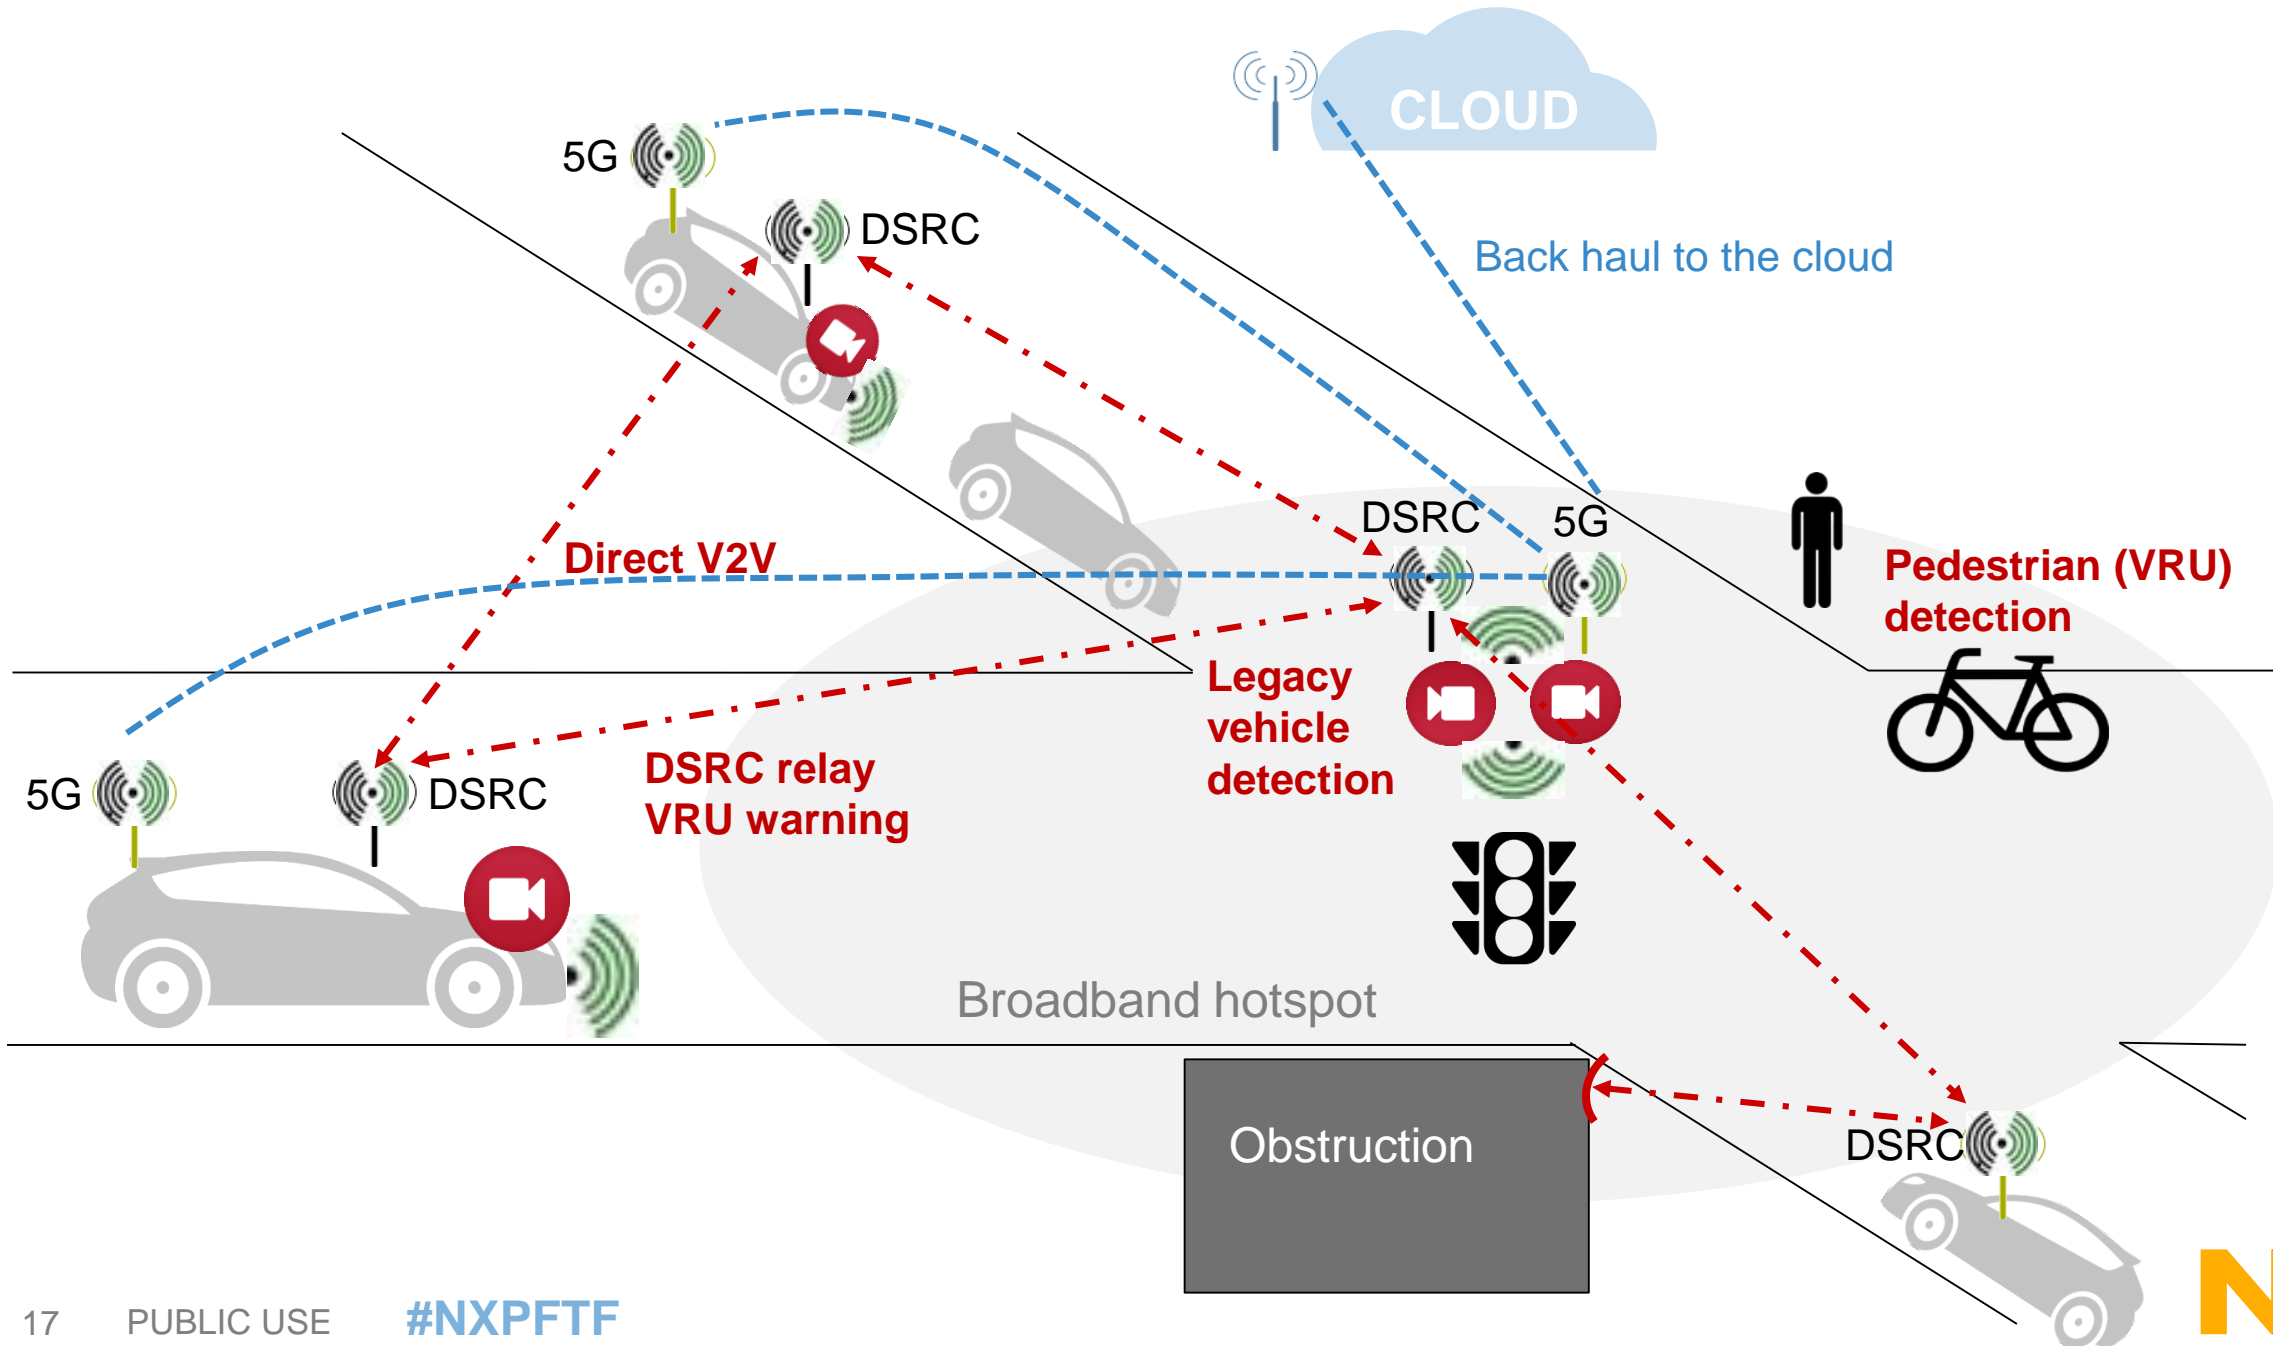 CLOUD
5G
DSRC
Back haul to the cloud
DSRC
5G
Direct V2V
Pedestrian (VRU)
detection
Legacy
vehicle
detection
DSRC relay
VRU warning
5G
DSRC
Broadband hotspot
Obstruction
DSRC
17
PUBLIC USE
#NXPFTF
N